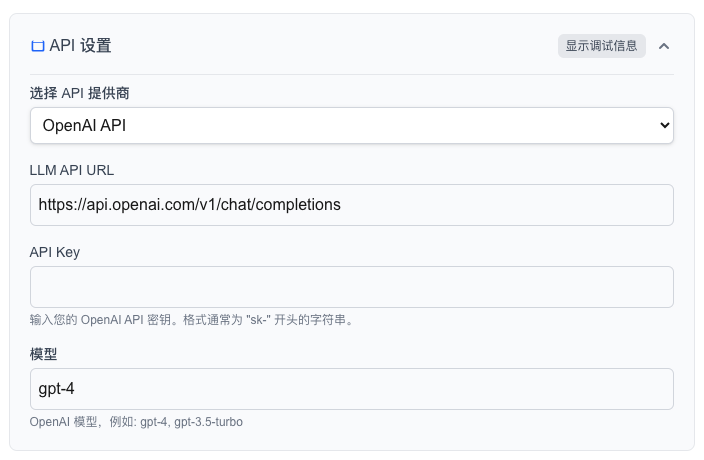 API 设置
显示调试信息
选择 API 提供商
OpenAI API
LLM API URL
https://api.openai.com/v1/chat/completions
API Key
输入您的 OpenAI API 密钥。格式通常为 "sk-" 开头的字符串。
模型
gpt-4
OpenAI 模型，例如: gpt-4, gpt-3.5-turbo